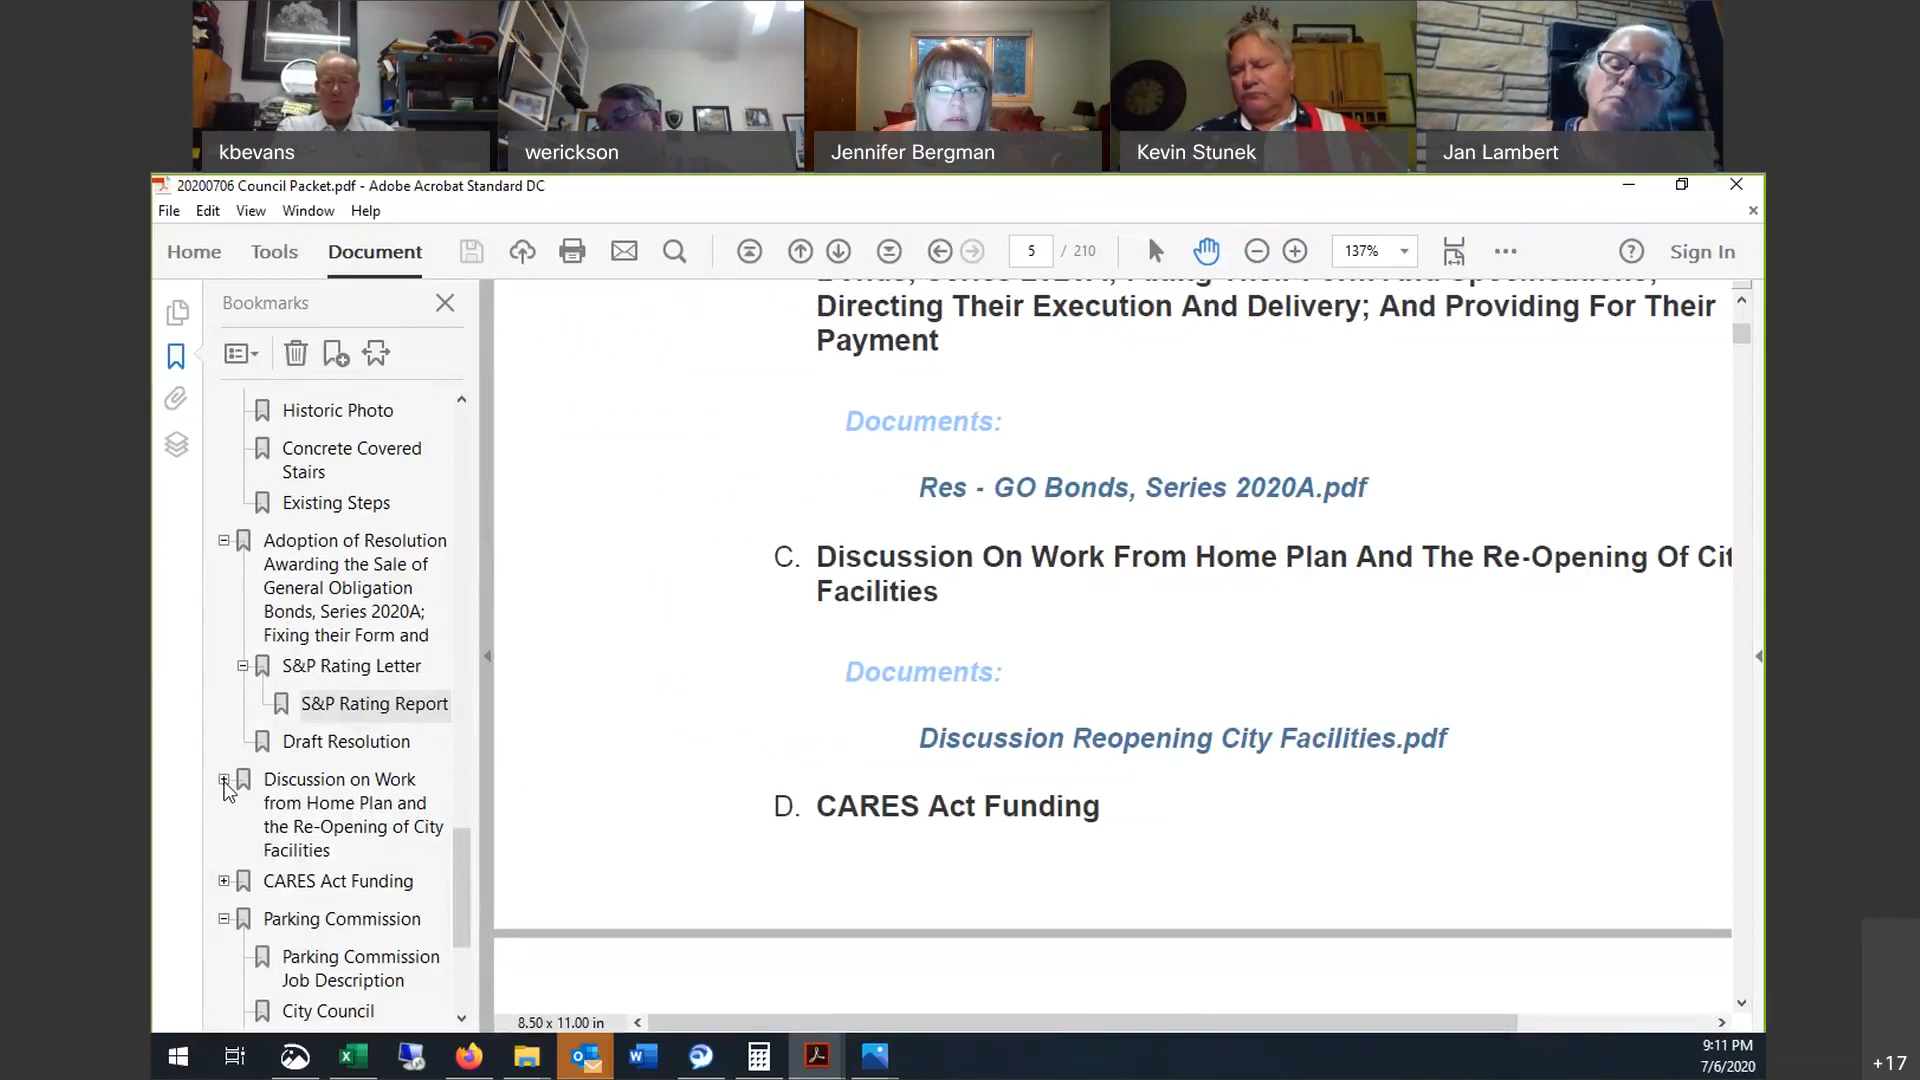 kbevans
werickson
Jennifer Bergman
Kevin Stunek
Jan Lambert
20200706 Council Packet.pdf - Adobe Acrobat Standard DC
File Edit View Window Help
Home Tools Document 5 / 210 137% Sign In
Bookmarks
Historic Photo
Concrete Covered
Stairs
Existing Steps
Adoption of Resolution
Awarding the Sale of
General Obligation
Bonds, Series 2020A;
Fixing their Form and
S&P Rating Letter
S&P Rating Report
Draft Resolution
Discussion on Work
from Home Plan and
the Re-Opening of City
Facilities
CARES Act Funding
Parking Commission
Parking Commission
Job Description
City Council
Directing Their Execution And Delivery; And Providing For Their
Payment
Documents:
Res - GO Bonds, Series 2020A.pdf
C. Discussion On Work From Home Plan And The Re-Opening Of Cit
Facilities
Documents:
Discussion Reopening City Facilities.pdf
D. CARES Act Funding
8.50 x 11.00 in
9:11 PM
7/6/2020
+17